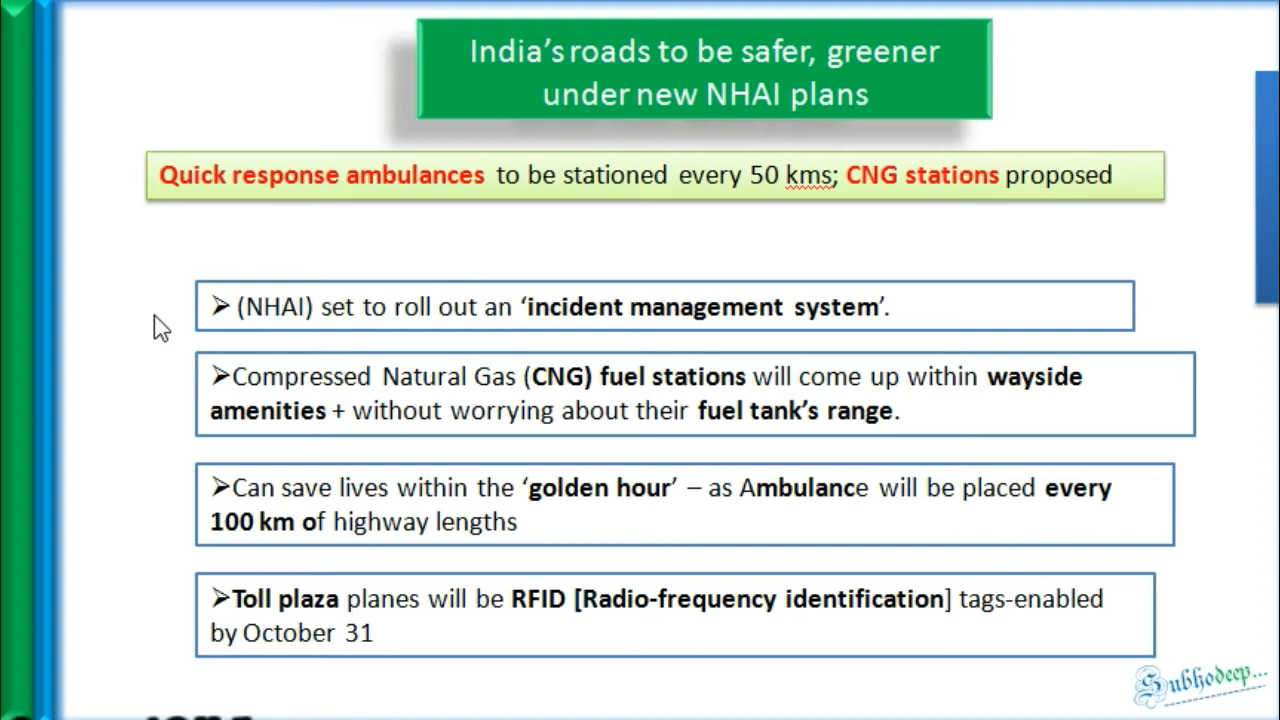 India’s roads to be safer, greener
under new NHAI plans
Quick response ambulances to be stationed every 50 kms; CNG stations proposed
➢ (NHAI) set to roll out an ‘incident management system’.
➢Compressed Natural Gas (CNG) fuel stations will come up within wayside
amenities + without worrying about their fuel tank’s range.
➢Can save lives within the ‘golden hour’ – as Ambulance will be placed every
100 km of highway lengths
➢Toll plaza planes will be RFID [Radio-frequency identification] tags-enabled
by October 31
Subhodeep...